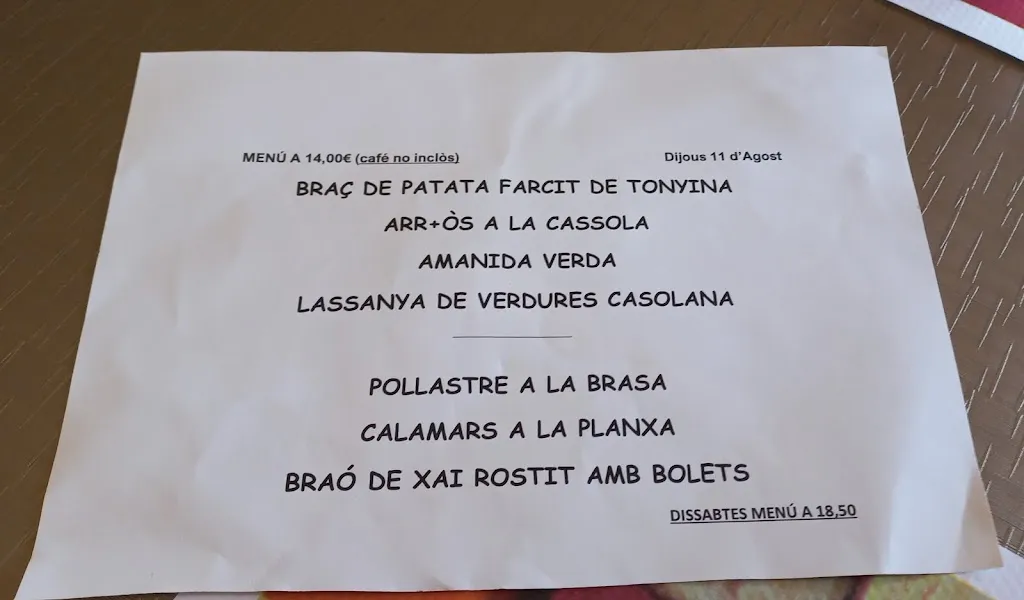 MENÚ A 14,00€ (café no inclòs) Dijous 11 d'Agost
BRAÇ DE PATATA FARCIT DE TONYINA
ARR+ÒS A LA CASSOLA
AMANIDA VERDA
LASSANYA DE VERDURES CASOLANA
POLLASTRE A LA BRASA
CALAMARS A LA PLANXA
BRAÓ DE XAI ROSTIT AMB BOLETS
DISSABTES MENÚ A 18,50